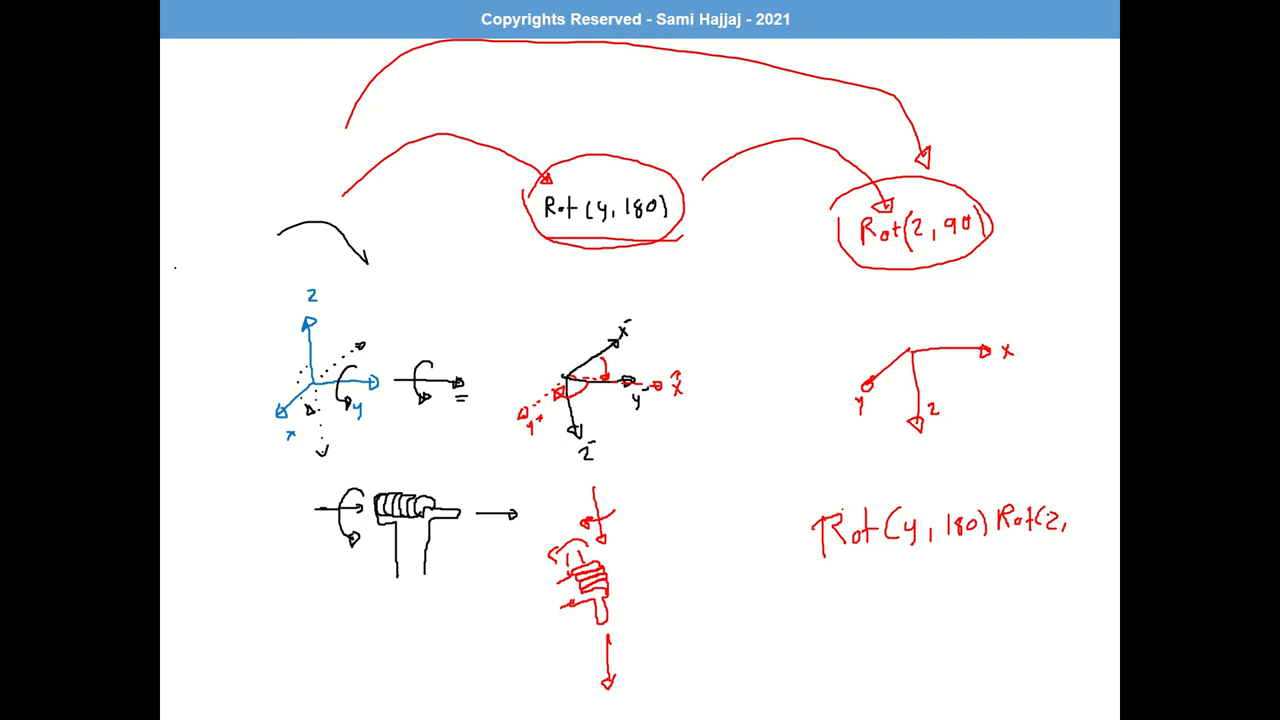 Copyrights Reserved - Sami Hajjaj - 2021
Rot (y, 180)
Rot(z, 90)
z
y
x
x̄
ȳ
z̄
x
y+
x
y
z
Rot(y, 180) Rot(z,